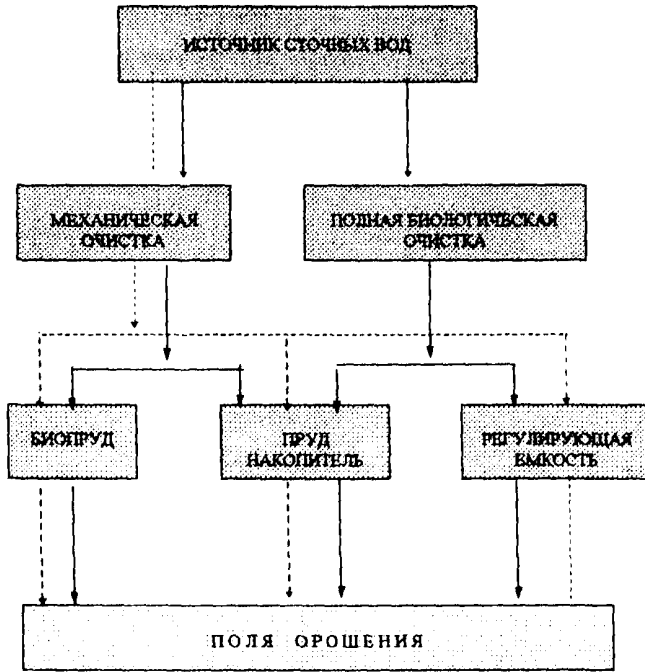 ИСТОЧНИК СТОЧНЫХ ВОД
МЕХАНИЧЕСКАЯ
ОЧИСТКА
ПОЛНАЯ БИОЛОГИЧЕСКАЯ
ОЧИСТКА
БИОПРУД
ПРУД
НАКОПИТЕЛЬ
РЕГУЛИРУЮЩАЯ
ЕМКОСТЬ
ПОЛЯ ОРОШЕНИЯ